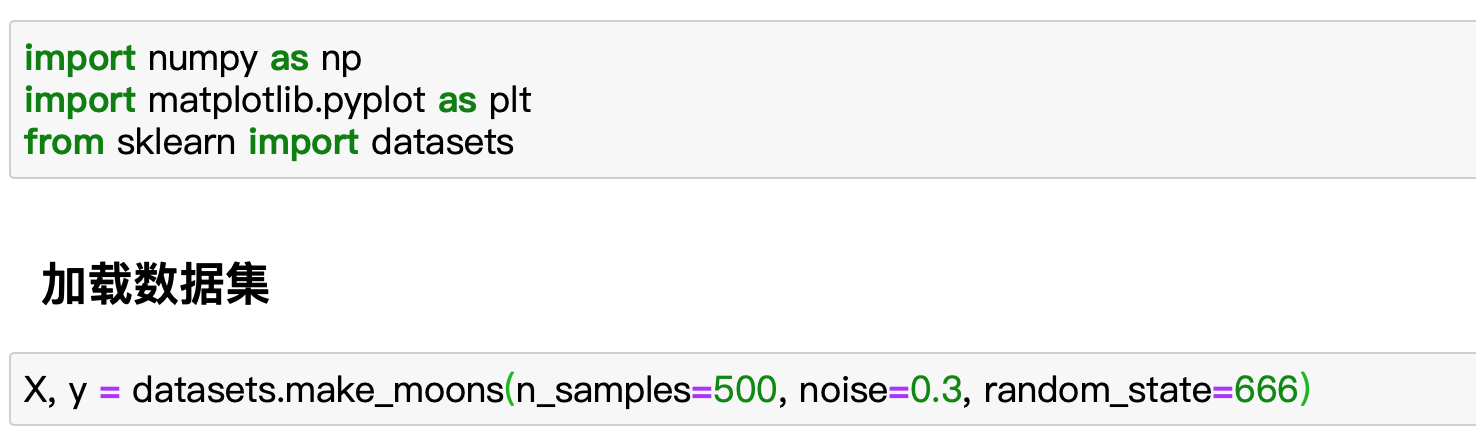 import numpy as np
import matplotlib.pyplot as plt
from sklearn import datasets
加载数据集
X, y = datasets.make_moons(n_samples=500, noise=0.3, random_state=666)